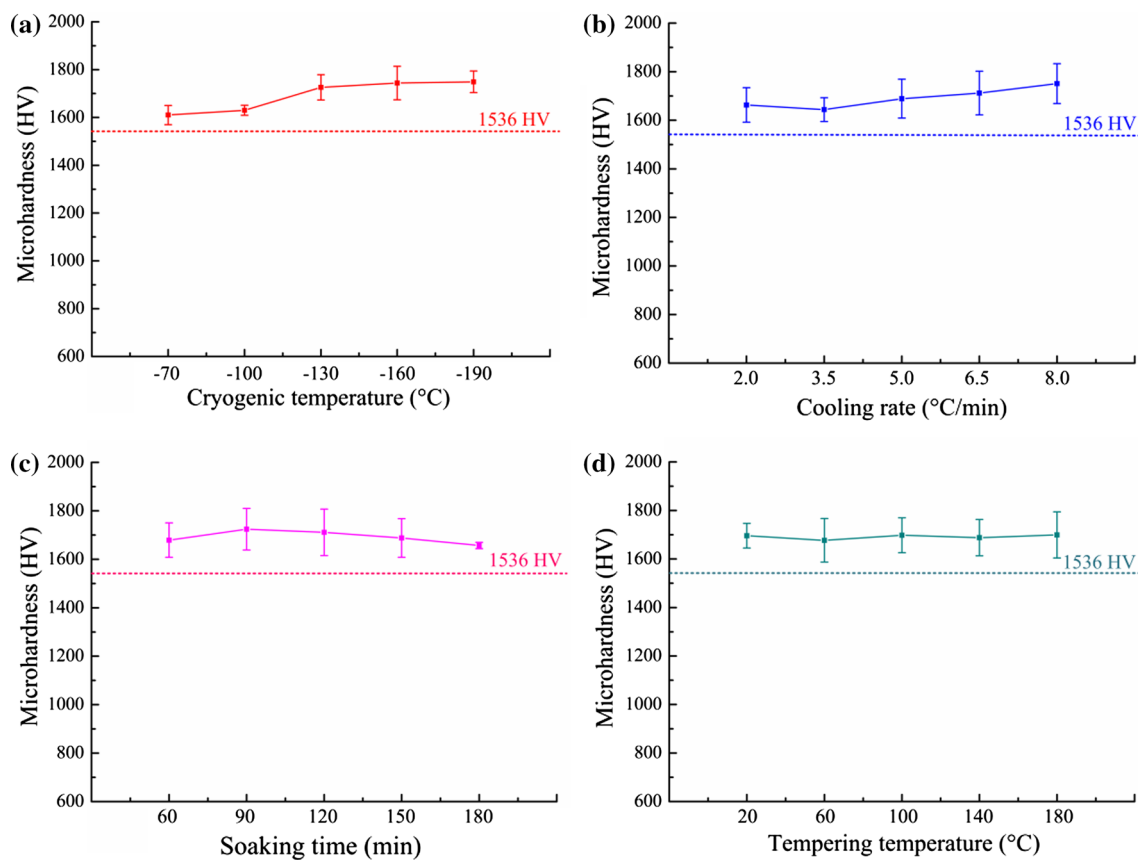 (a)
Microhardness (HV)
2000
1800
1600
1400
1200
1000
800
600
1536 HV
-70 -100 -130 -160 -190
Cryogenic temperature (°C)
(b)
Microhardness (HV)
2000
1800
1600
1400
1200
1000
800
600
1536 HV
2.0 3.5 5.0 6.5 8.0
Cooling rate (°C/min)
(c)
Microhardness (HV)
2000
1800
1600
1400
1200
1000
800
600
1536 HV
60 90 120 150 180
Soaking time (min)
(d)
Microhardness (HV)
2000
1800
1600
1400
1200
1000
800
600
1536 HV
20 60 100 140 180
Tempering temperature (°C)